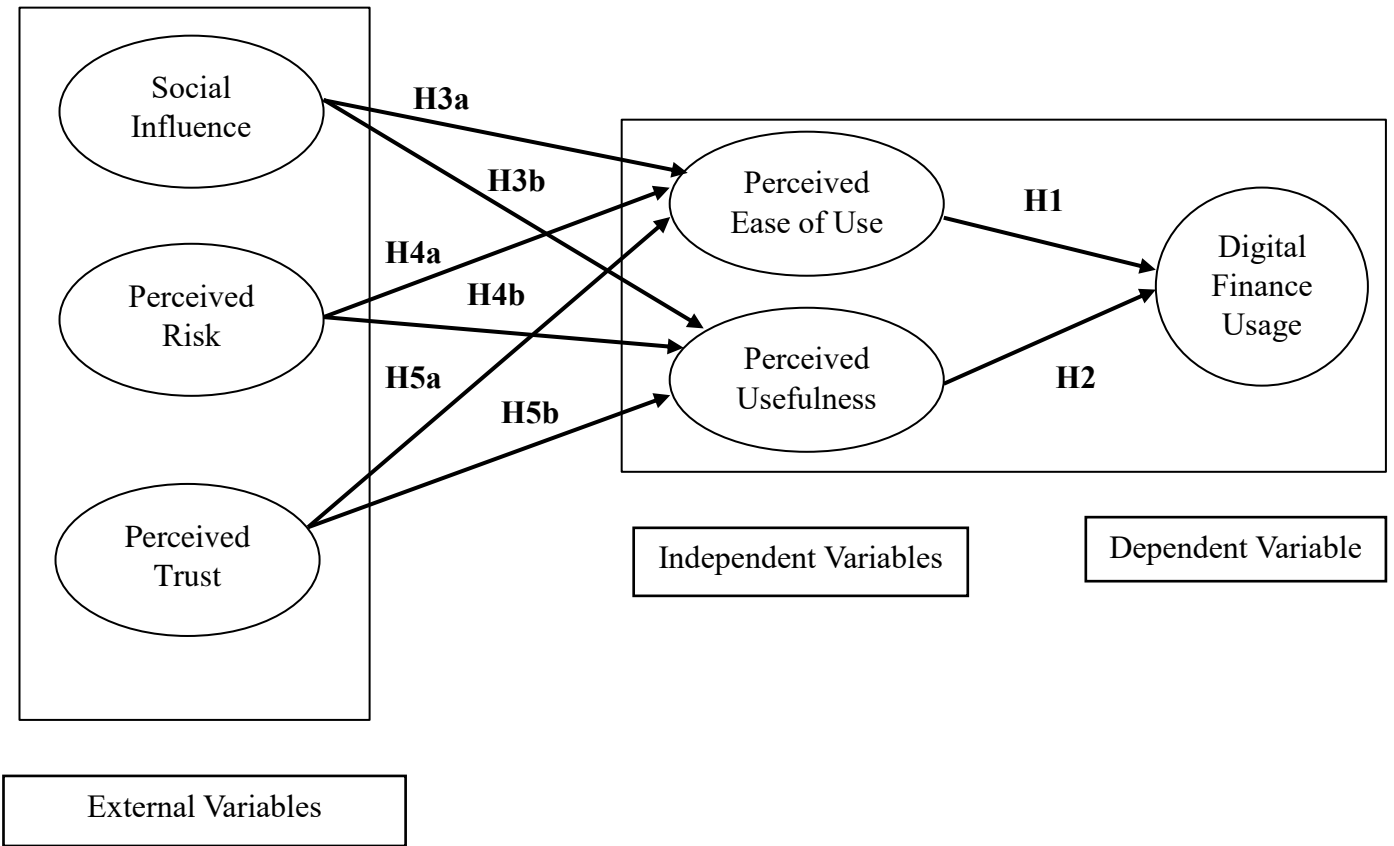 Social
Influence
H3a
H3b
Perceived
Ease of Use
H1
Digital
Finance
Usage
Perceived
Risk
H4a
H4b
Perceived
Usefulness
H2
H5a
H5b
Perceived
Trust
Independent Variables
Dependent Variable
External Variables